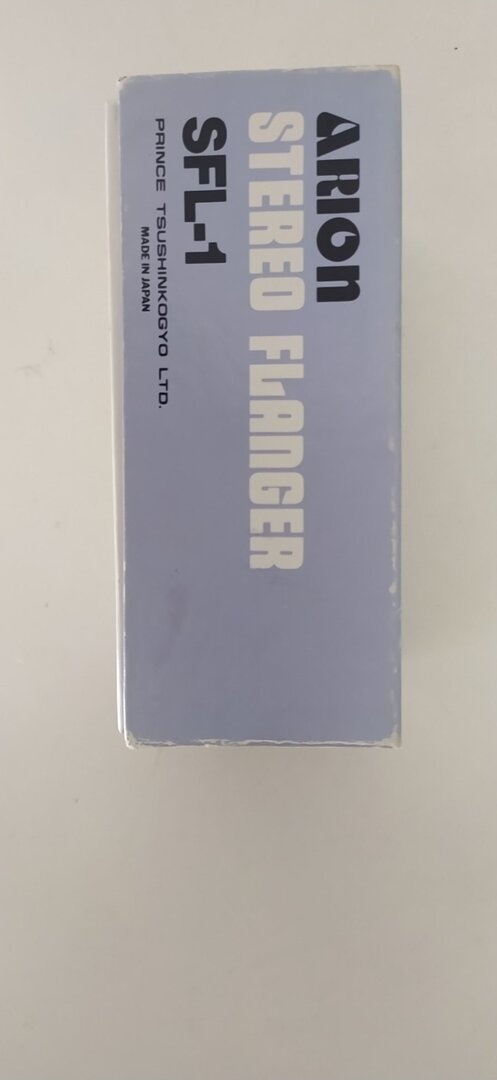 ARION
STEREO FLANGER
SFL-1
PRINCE TSUSHINKOGYO LTD.
MADE IN JAPAN